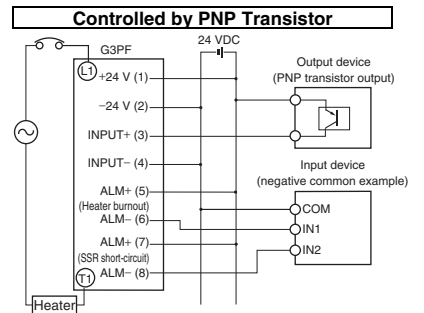 Controlled by PNP Transistor
24 VDC
G3PF
L1
+24 V (1)
−24 V (2)
INPUT+ (3)
INPUT− (4)
ALM+ (5)
(Heater burnout)
ALM− (6)
ALM+ (7)
(SSR short-circuit)
ALM− (8)
T1
Heater
Output device
(PNP transistor output)
Input device
(negative common example)
COM
IN1
IN2